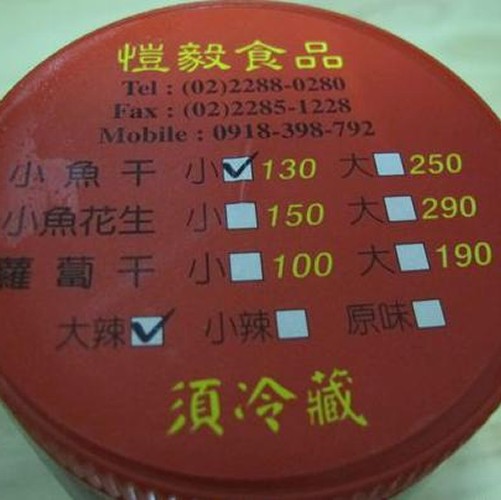 愷毅食品
Tel : (02)2288-0280
Fax : (02)2285-1228
Mobile : 0918-398-792
小魚干 小☑130 大☐250
小魚花生 小☐150 大☐290
蘿蔔干 小☐100 大☐190
大辣☑ 小辣☐ 原味☐
須冷藏